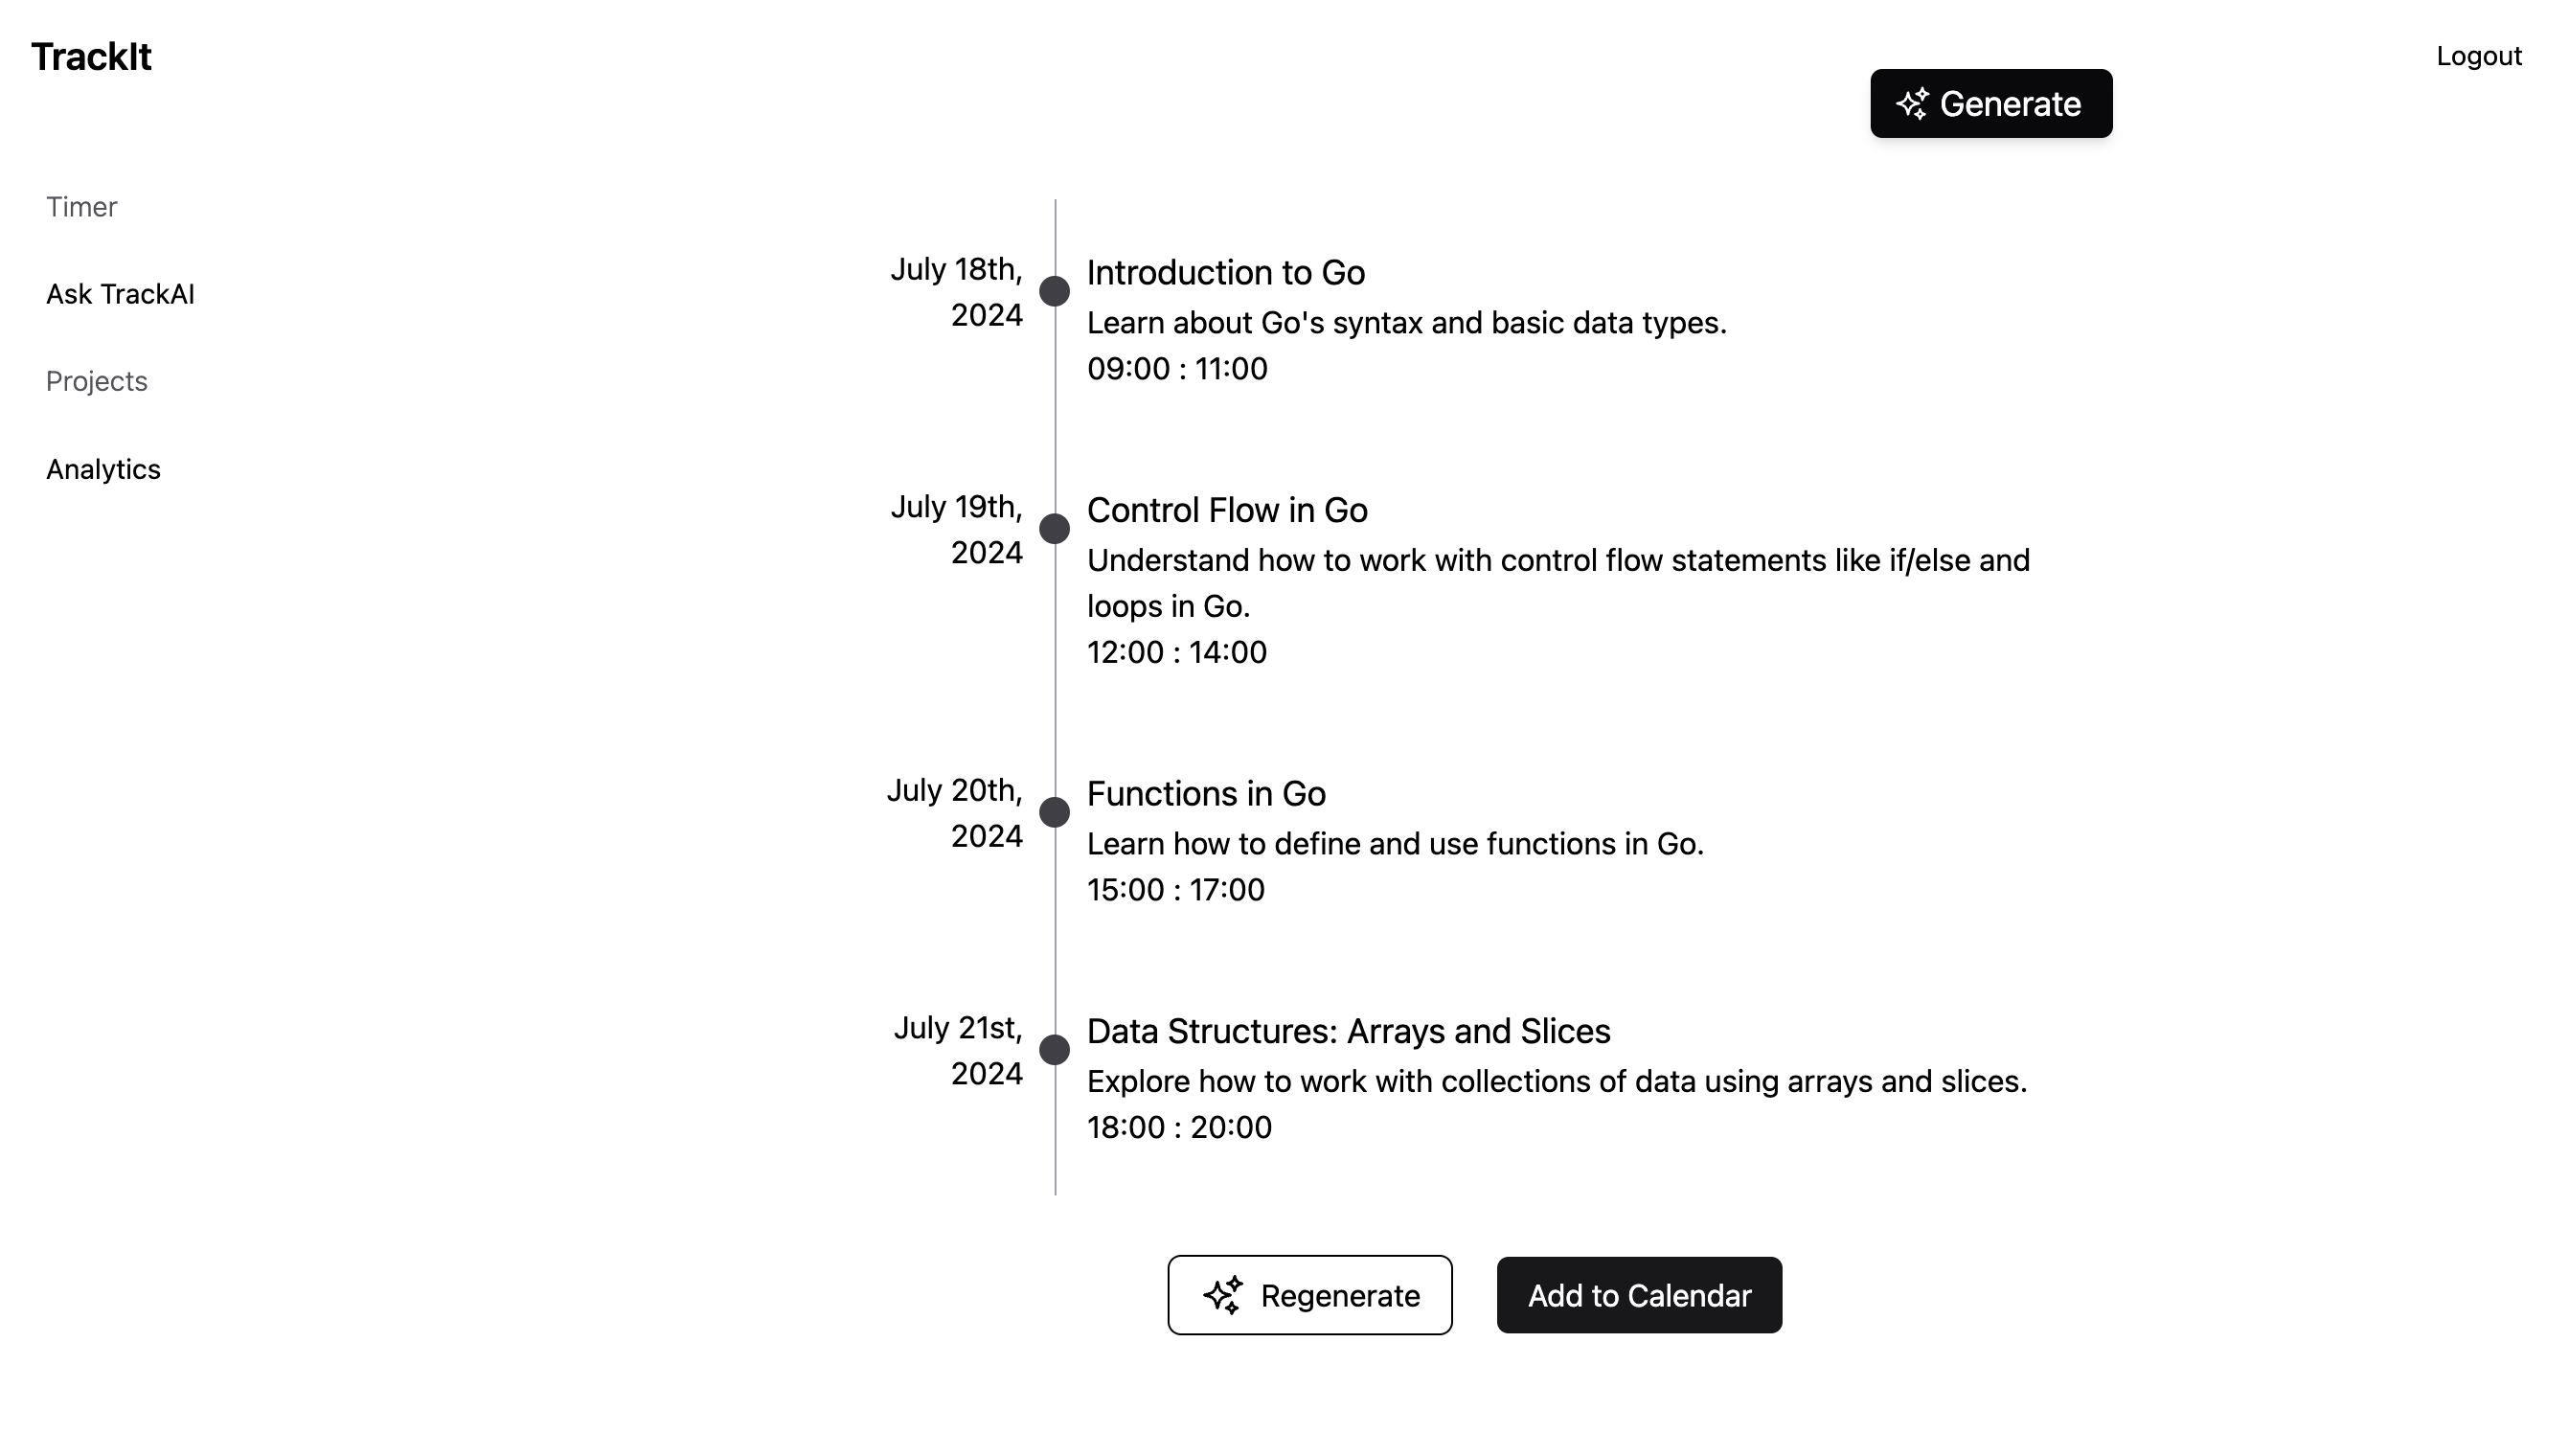 TrackIt
Logout
Generate
Timer
Ask TrackAI
Projects
Analytics
July 18th,
2024
Introduction to Go
Learn about Go's syntax and basic data types.
09:00 : 11:00
July 19th,
2024
Control Flow in Go
Understand how to work with control flow statements like if/else and
loops in Go.
12:00 : 14:00
July 20th,
2024
Functions in Go
Learn how to define and use functions in Go.
15:00 : 17:00
July 21st,
2024
Data Structures: Arrays and Slices
Explore how to work with collections of data using arrays and slices.
18:00 : 20:00
Regenerate
Add to Calendar